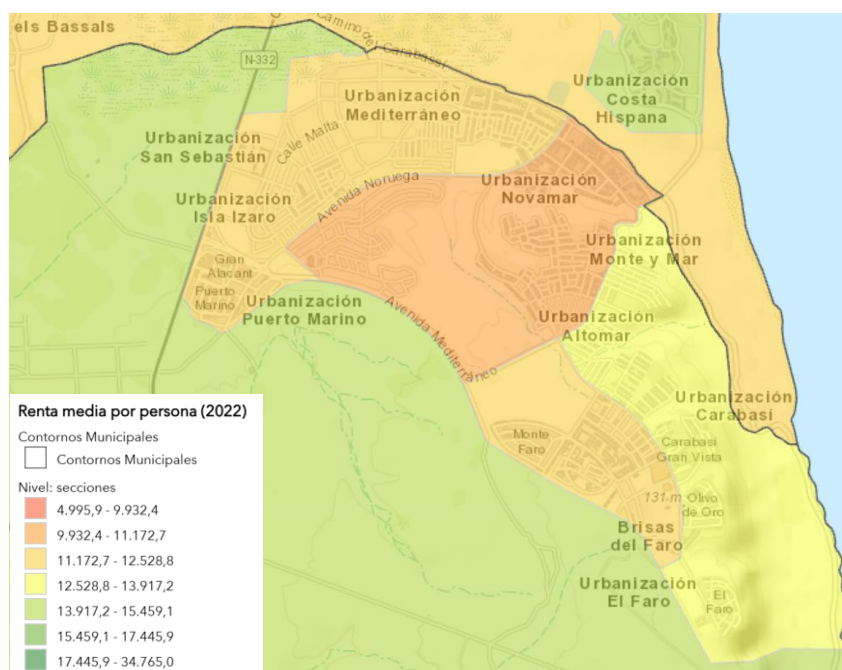 els Bassals
Camino del Carabassí
N-332
Urbanización
Costa
Hispana
Urbanización
Mediterráneo
Urbanización
San Sebastián
Calle Malta
Urbanización
Isla Izaro
Avenida Noruega
Urbanización
Novamar
Gran
Alacant
Puerto
Marino
Urbanización
Puerto Marino
Urbanización
Monte y Mar
Avenida Mediterráneo
Urbanización
Altomar
Urbanización
Carabasí
Monte
Faro
Carabasi
Gran Vista
131 m
Olivo
de Oro
Brisas
del Faro
Urbanización
El Faro
El
Faro
Renta media por persona (2022)
Contornos Municipales
Contornos Municipales
Nivel: secciones
4.995,9 - 9.932,4
9.932,4 - 11.172,7
11.172,7 - 12.528,8
12.528,8 - 13.917,2
13.917,2 - 15.459,1
15.459,1 - 17.445,9
17.445,9 - 34.765,0